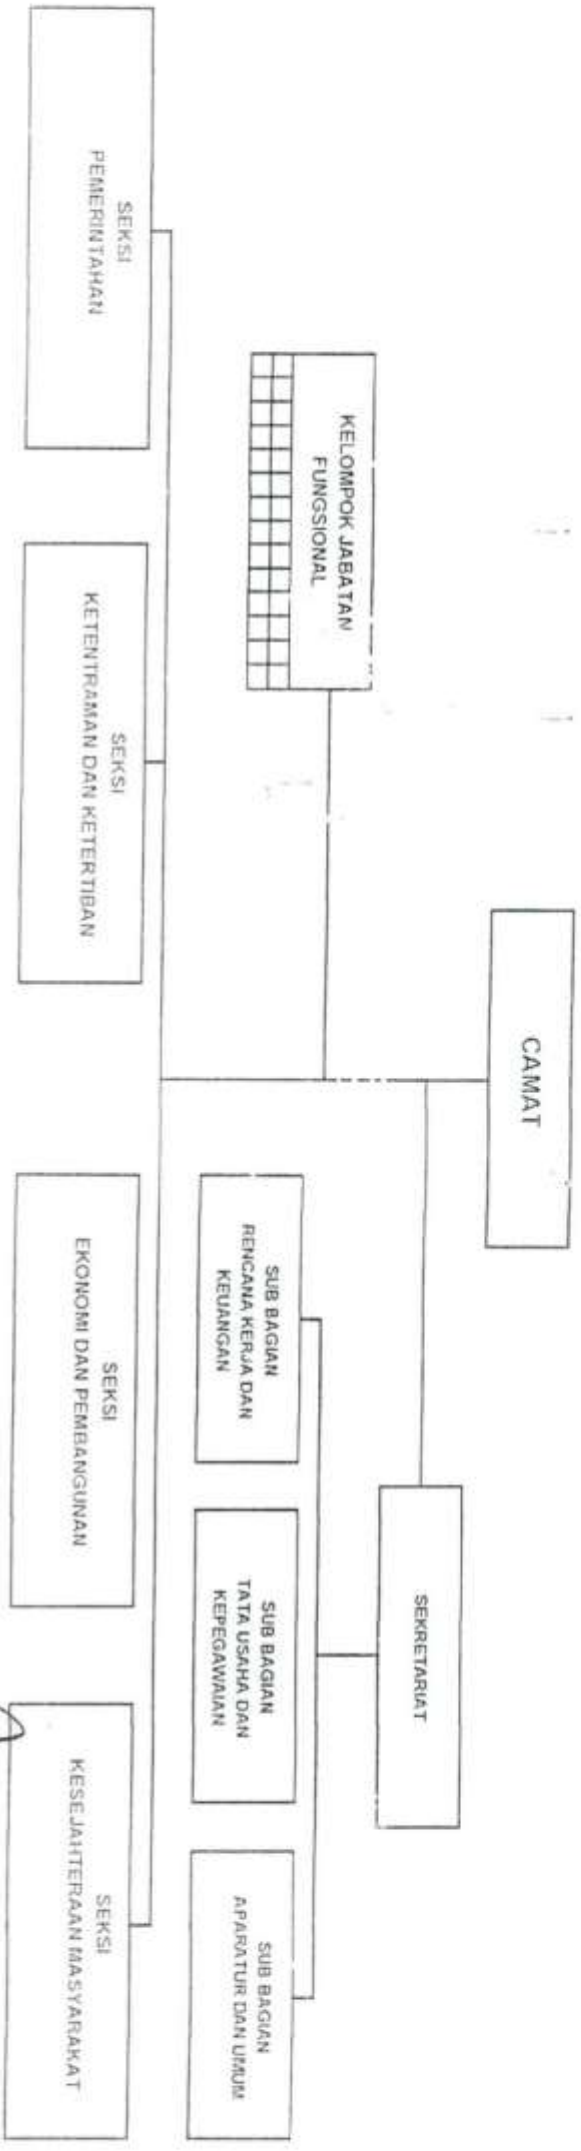 CAMAT
SEKRETARIAT
KELOMPOK JABATAN
FUNGSIONAL
SUB BAGIAN
RENCANA KERJA DAN
KEUANGAN
SUB BAGIAN
TATA USAHA DAN
KEPEGAWAIAN
SUB BAGIAN
APARATUR DAN UMUM
SEKSI
PEMERINTAHAN
SEKSI
KETENTRAMAN DAN KETERTIBAN
SEKSI
EKONOMI DAN PEMBANGUNAN
SEKSI
KESEJAHTERAAN MASYARAKAT